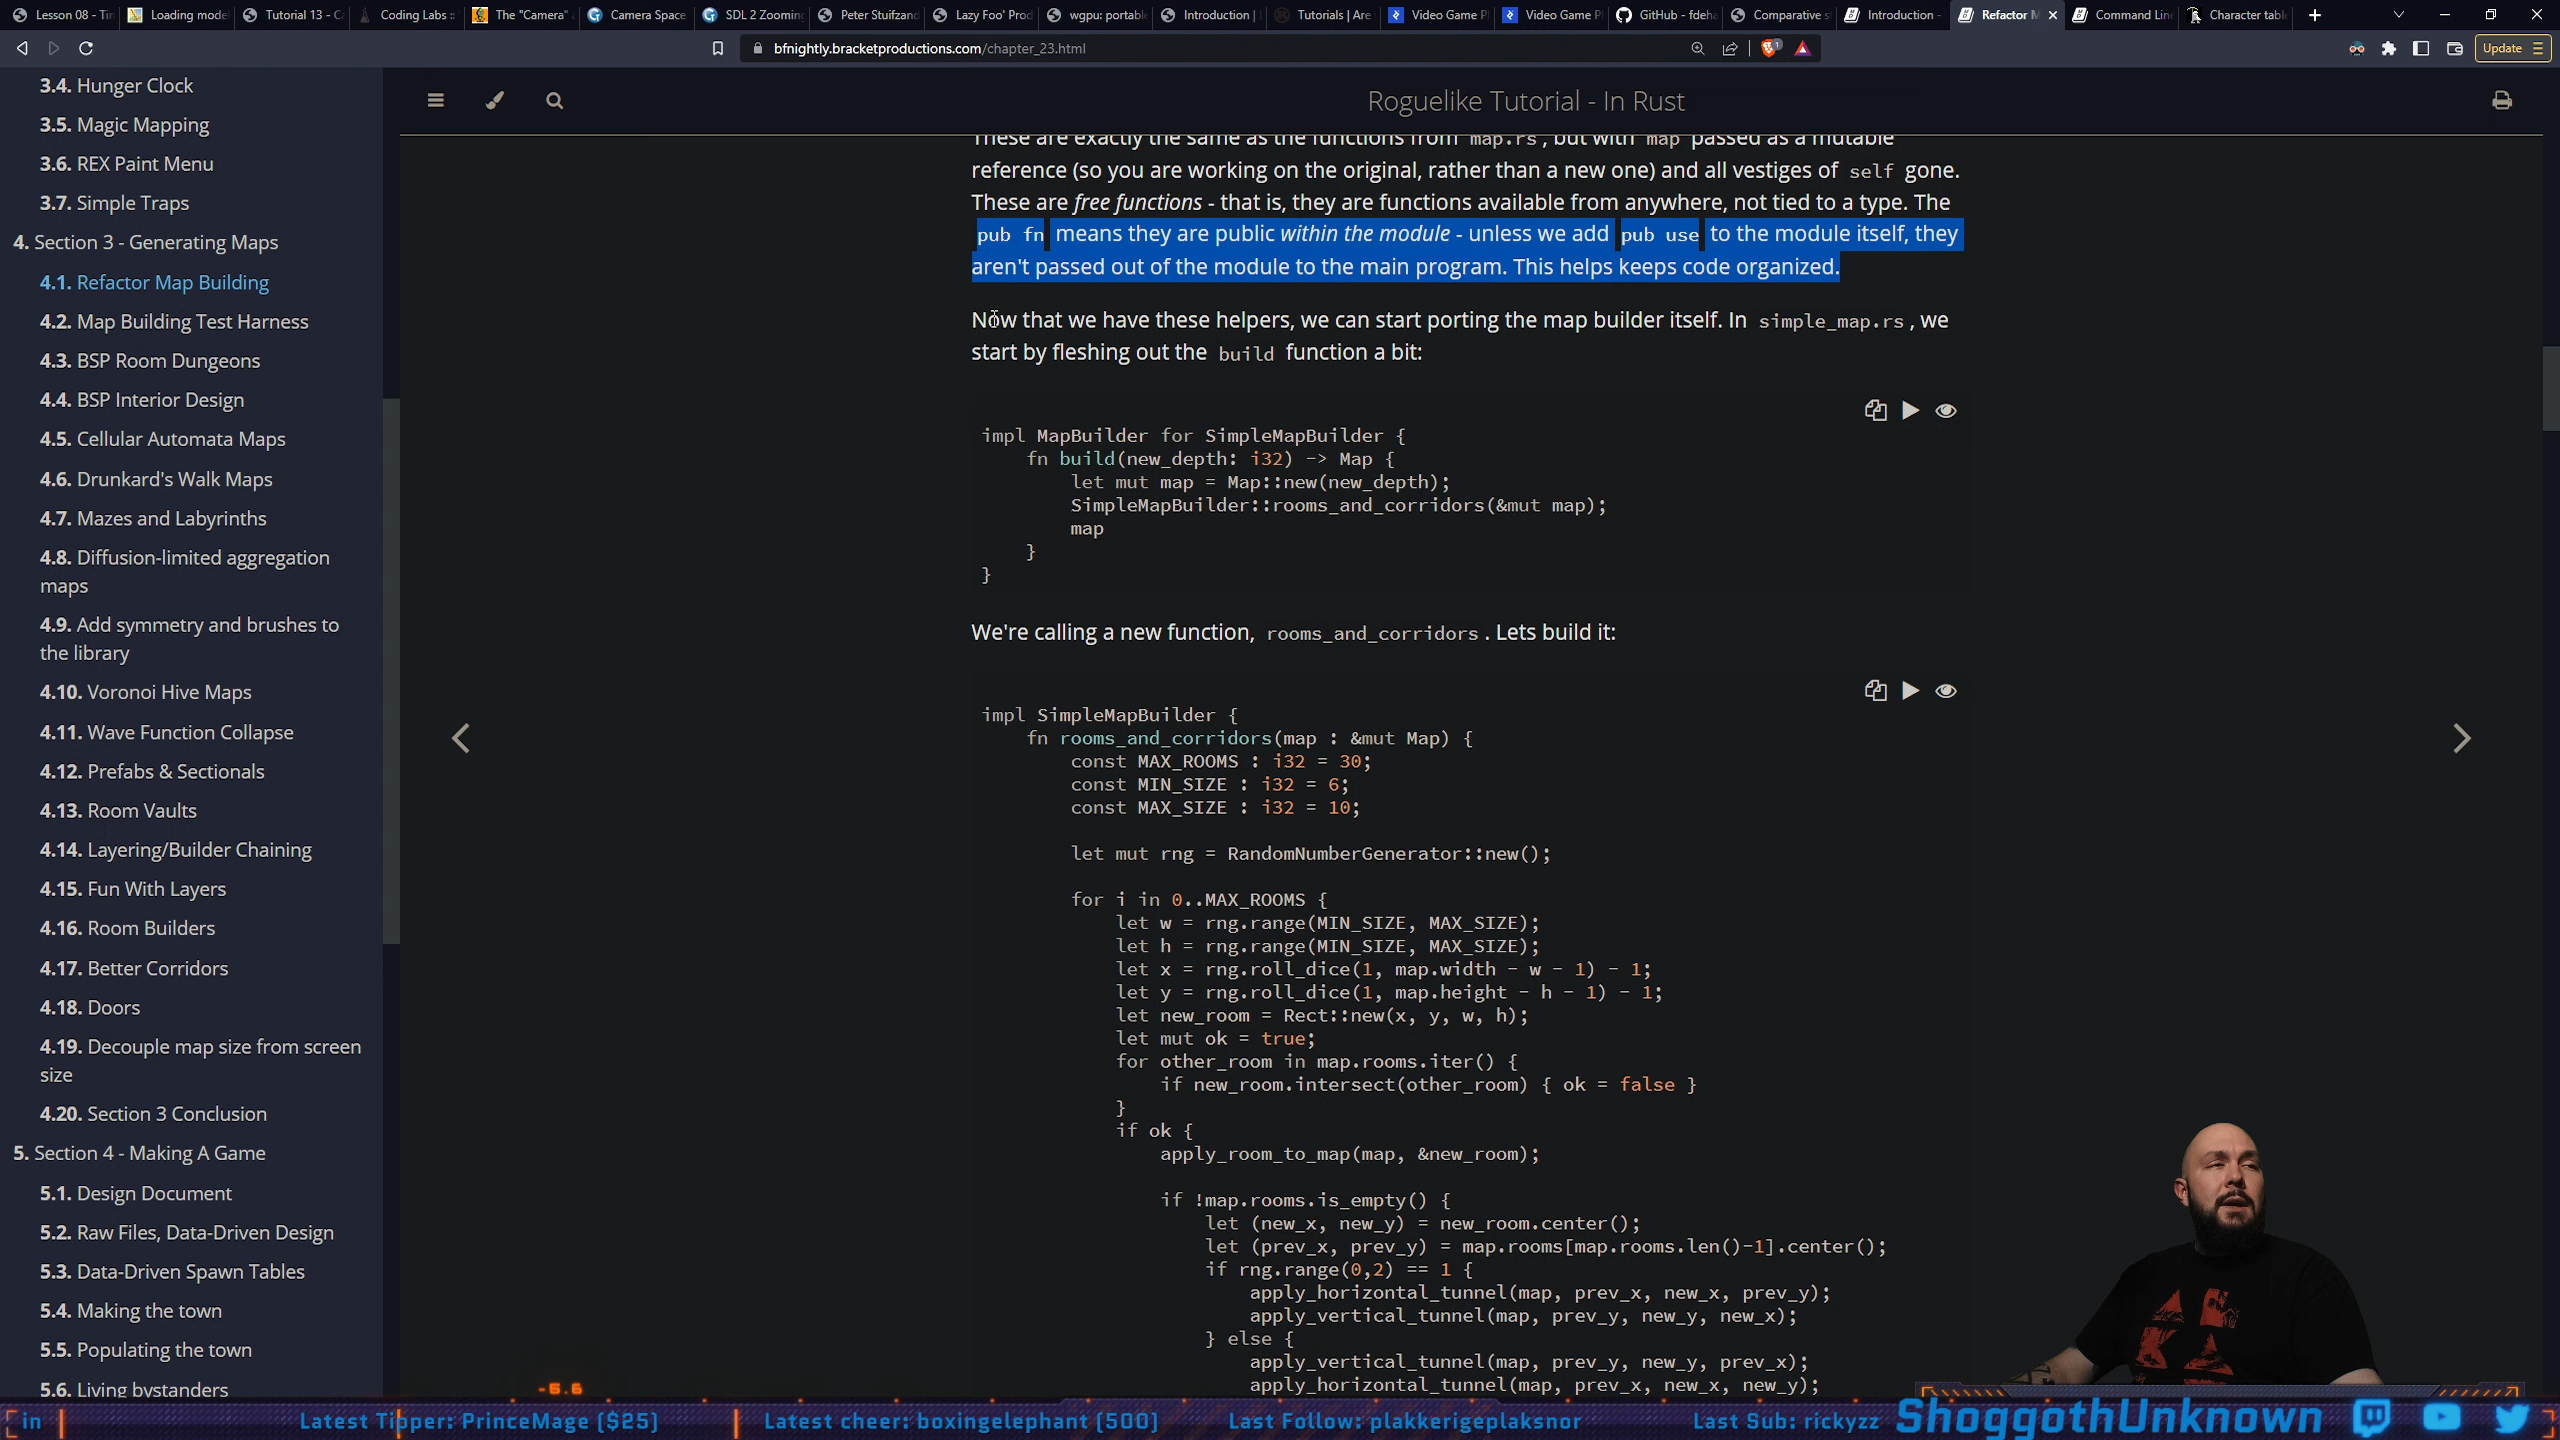 Lesson 08 - Tir
Loading mode
Tutorial 13 - C
Coding Labs ::
The "Camera"
Camera Space
SDL 2 Zooming
Peter Stuifzand
Lazy Foo' Prod
wgpu: portable
Introduction |
Tutorials | Are
Video Game P
Video Game P
GitHub - fdeha
Comparative s
Introduction -
Refactor M
Command Line
Character tabl
bfnightly.bracketproductions.com/chapter_23.html
Update
3.4. Hunger Clock
3.5. Magic Mapping
3.6. REX Paint Menu
3.7. Simple Traps
4. Section 3 - Generating Maps
4.1. Refactor Map Building
4.2. Map Building Test Harness
4.3. BSP Room Dungeons
4.4. BSP Interior Design
4.5. Cellular Automata Maps
4.6. Drunkard's Walk Maps
4.7. Mazes and Labyrinths
4.8. Diffusion-limited aggregation
maps
4.9. Add symmetry and brushes to
the library
4.10. Voronoi Hive Maps
4.11. Wave Function Collapse
4.12. Prefabs & Sectionals
4.13. Room Vaults
4.14. Layering/Builder Chaining
4.15. Fun With Layers
4.16. Room Builders
4.17. Better Corridors
4.18. Doors
4.19. Decouple map size from screen
size
4.20. Section 3 Conclusion
5. Section 4 - Making A Game
5.1. Design Document
5.2. Raw Files, Data-Driven Design
5.3. Data-Driven Spawn Tables
5.4. Making the town
5.5. Populating the town
5.6. Living bystanders
Roguelike Tutorial - In Rust
These are exactly the same as the functions from map.rs, but with map passed as a mutable
reference (so you are working on the original, rather than a new one) and all vestiges of self gone.
These are free functions - that is, they are functions available from anywhere, not tied to a type. The
pub fn means they are public within the module - unless we add pub use to the module itself, they
aren't passed out of the module to the main program. This helps keeps code organized.
Now that we have these helpers, we can start porting the map builder itself. In simple_map.rs, we
start by fleshing out the build function a bit:
impl MapBuilder for SimpleMapBuilder {
fn build(new_depth: i32) -> Map {
let mut map = Map::new(new_depth);
SimpleMapBuilder::rooms_and_corridors(&mut map);
map
}
}
We're calling a new function, rooms_and_corridors. Lets build it:
impl SimpleMapBuilder {
fn rooms_and_corridors(map : &mut Map) {
const MAX_ROOMS : i32 = 30;
const MIN_SIZE : i32 = 6;
const MAX_SIZE : i32 = 10;
let mut rng = RandomNumberGenerator::new();
for i in 0..MAX_ROOMS {
let w = rng.range(MIN_SIZE, MAX_SIZE);
let h = rng.range(MIN_SIZE, MAX_SIZE);
let x = rng.roll_dice(1, map.width - w - 1) - 1;
let y = rng.roll_dice(1, map.height - h - 1) - 1;
let new_room = Rect::new(x, y, w, h);
let mut ok = true;
for other_room in map.rooms.iter() {
if new_room.intersect(other_room) { ok = false }
}
if ok {
apply_room_to_map(map, &new_room);
if !map.rooms.is_empty() {
let (new_x, new_y) = new_room.center();
let (prev_x, prev_y) = map.rooms[map.rooms.len()-1].center();
if rng.range(0,2) == 1 {
apply_horizontal_tunnel(map, prev_x, new_x, prev_y);
apply_vertical_tunnel(map, prev_y, new_y, new_x);
} else {
apply_vertical_tunnel(map, prev_y, new_y, prev_x);
apply_horizontal_tunnel(map, prev_x, new_x, new_y);
-6.6
in
Latest Tipper: PrinceMage ($25)
Latest cheer: boxingelephant (500)
Last Follow: plakkerigeplaksnor
Last Sub: rickyzz
ShoggothUnknown